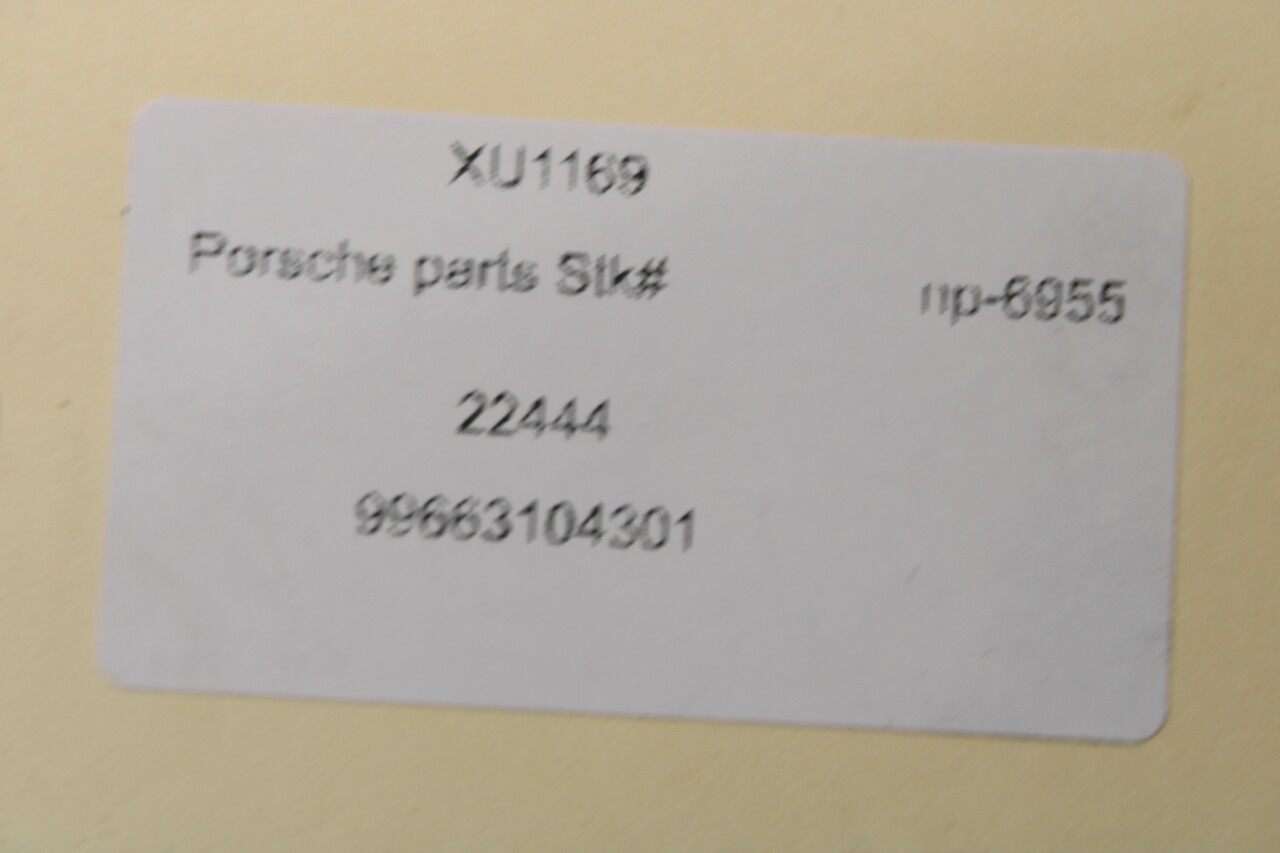 XU1169
Porsche parts Stk# np-6955
22444
99663104301